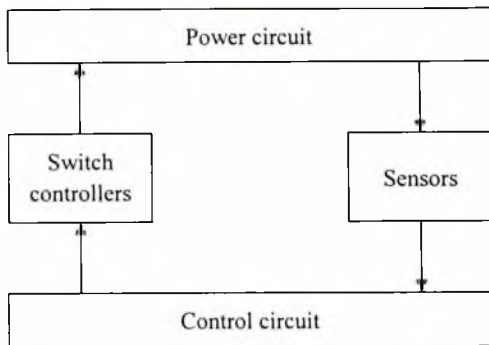 Power circuit
Switch
controllers
Sensors
Control circuit